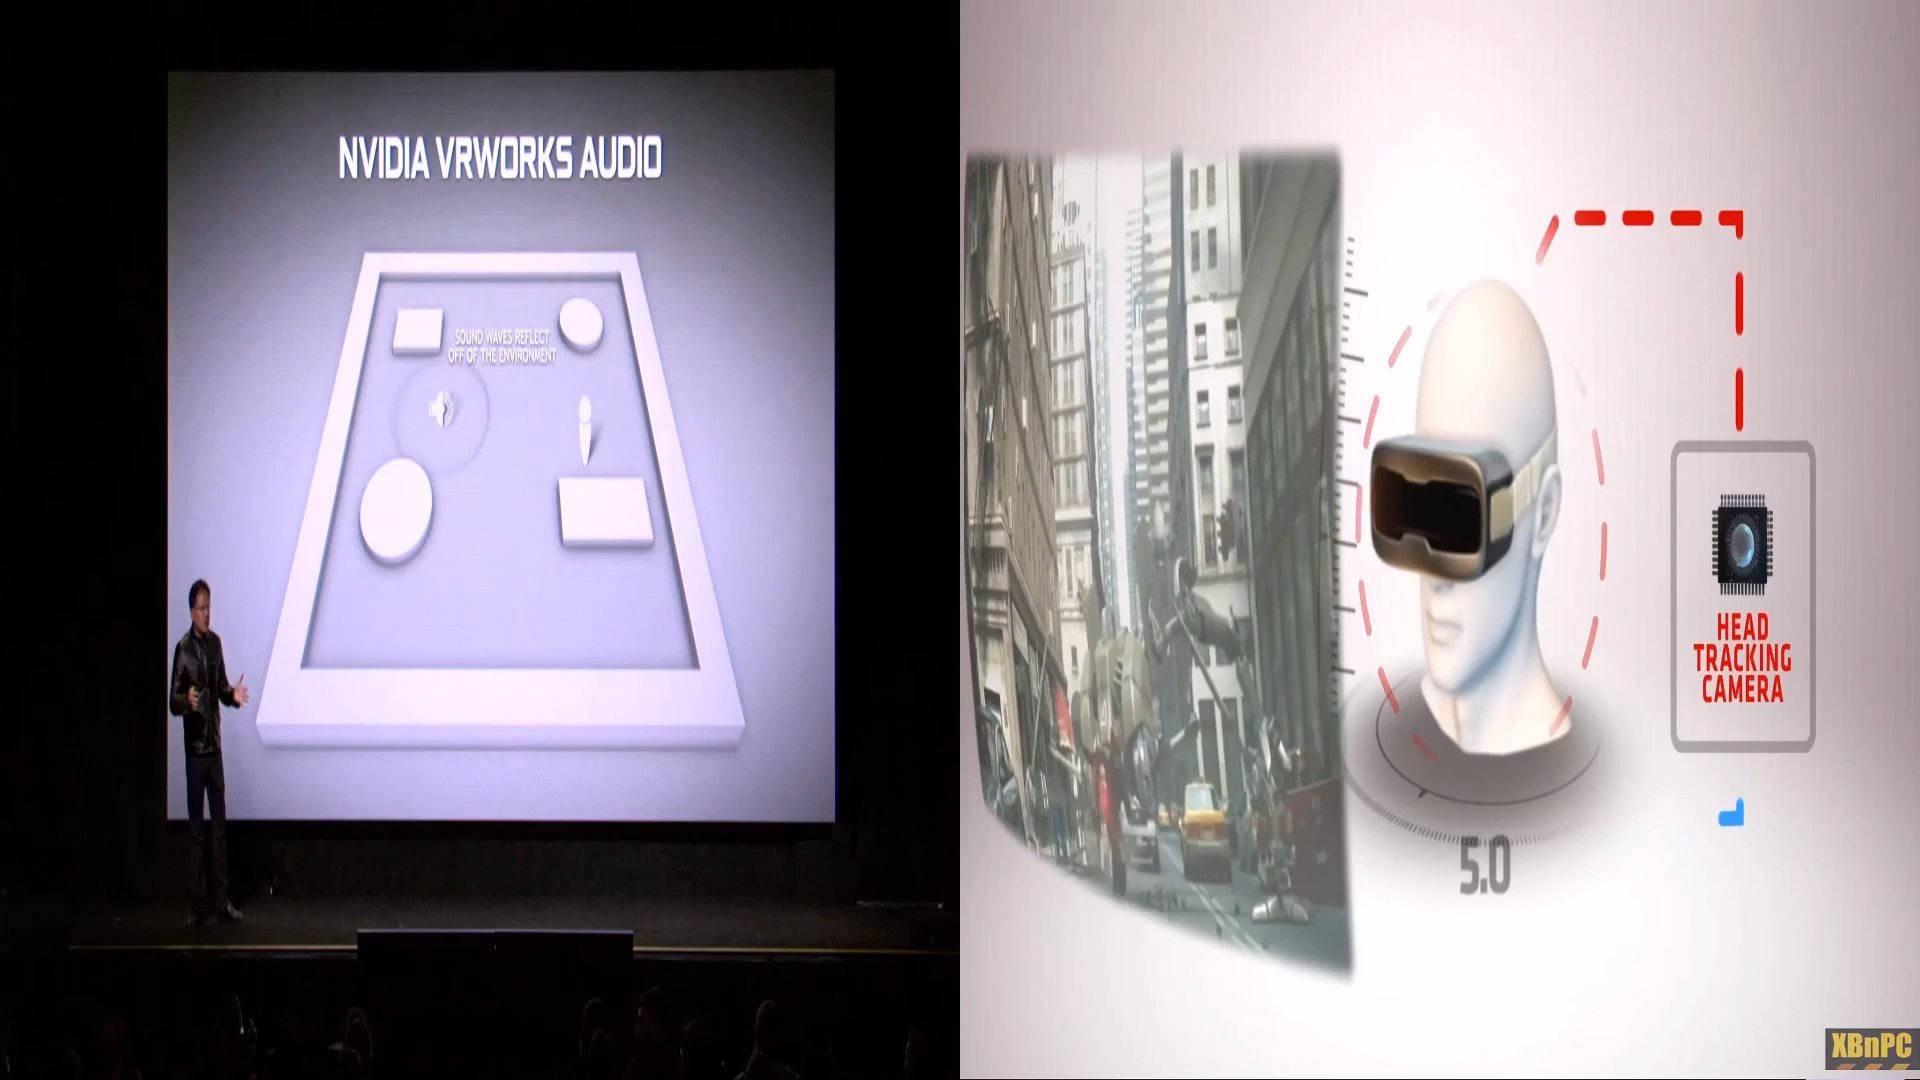 NVIDIA VRWORKS AUDIO
SOUND WAVES REFLECT
OFF OF THE ENVIRONMENT
HEAD
TRACKING
CAMERA
5.0
XBnPC